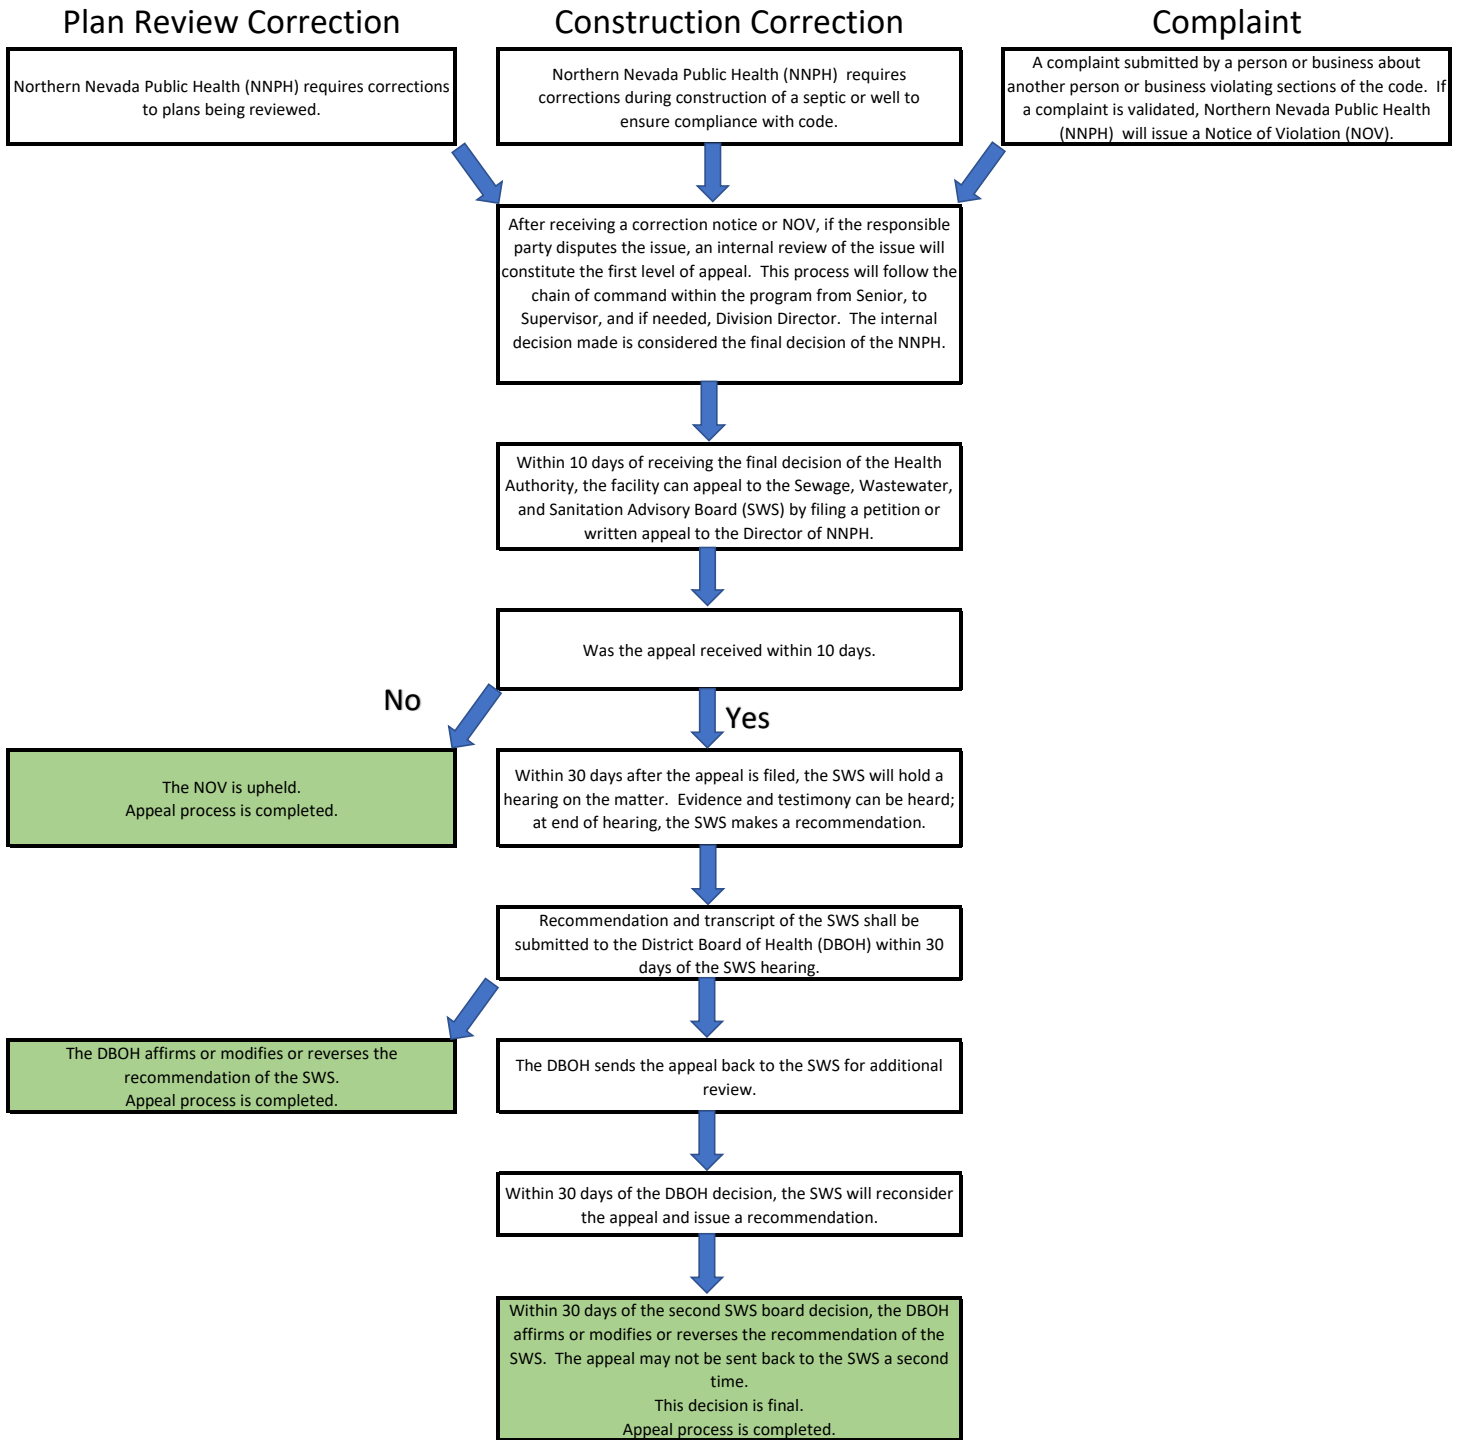 Plan Review Correction
Construction Correction
Complaint
Northern Nevada Public Health (NNPH) requires corrections
to plans being reviewed.
Northern Nevada Public Health (NNPH) requires
corrections during construction of a septic or well to
ensure compliance with code.
A complaint submitted by a person or business about
another person or business violating sections of the code. If
a complaint is validated, Northern Nevada Public Health
(NNPH) will issue a Notice of Violation (NOV).
After receiving a correction notice or NOV, if the responsible
party disputes the issue, an internal review of the issue will
constitute the first level of appeal. This process will follow the
chain of command within the program from Senior, to
Supervisor, and if needed, Division Director. The internal
decision made is considered the final decision of the NNPH.
Within 10 days of receiving the final decision of the Health
Authority, the facility can appeal to the Sewage, Wastewater,
and Sanitation Advisory Board (SWS) by filing a petition or
written appeal to the Director of NNPH.
Was the appeal received within 10 days.
No
Yes
The NOV is upheld.
Appeal process is completed.
Within 30 days after the appeal is filed, the SWS will hold a
hearing on the matter. Evidence and testimony can be heard;
at end of hearing, the SWS makes a recommendation.
Recommendation and transcript of the SWS shall be
submitted to the District Board of Health (DBOH) within 30
days of the SWS hearing.
The DBOH affirms or modifies or reverses the
recommendation of the SWS.
Appeal process is completed.
The DBOH sends the appeal back to the SWS for additional
review.
Within 30 days of the DBOH decision, the SWS will reconsider
the appeal and issue a recommendation.
Within 30 days of the second SWS board decision, the DBOH
affirms or modifies or reverses the recommendation of the
SWS. The appeal may not be sent back to the SWS a second
time.
This decision is final.
Appeal process is completed.